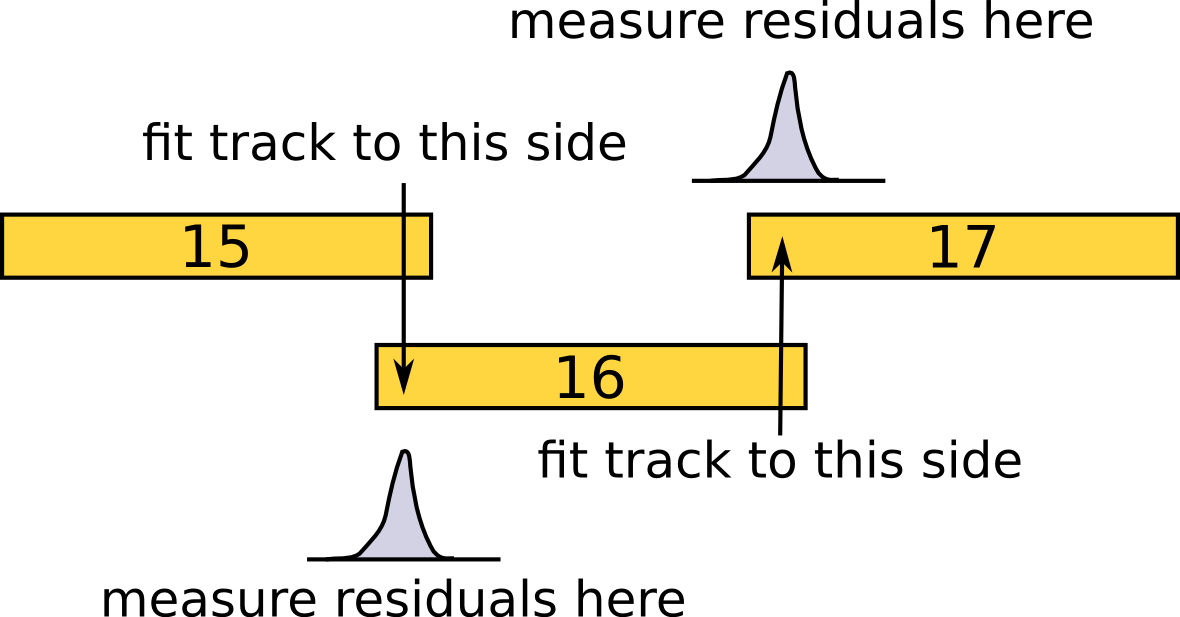 measure residuals here
fit track to this side
15
17
16
fit track to this side
measure residuals here